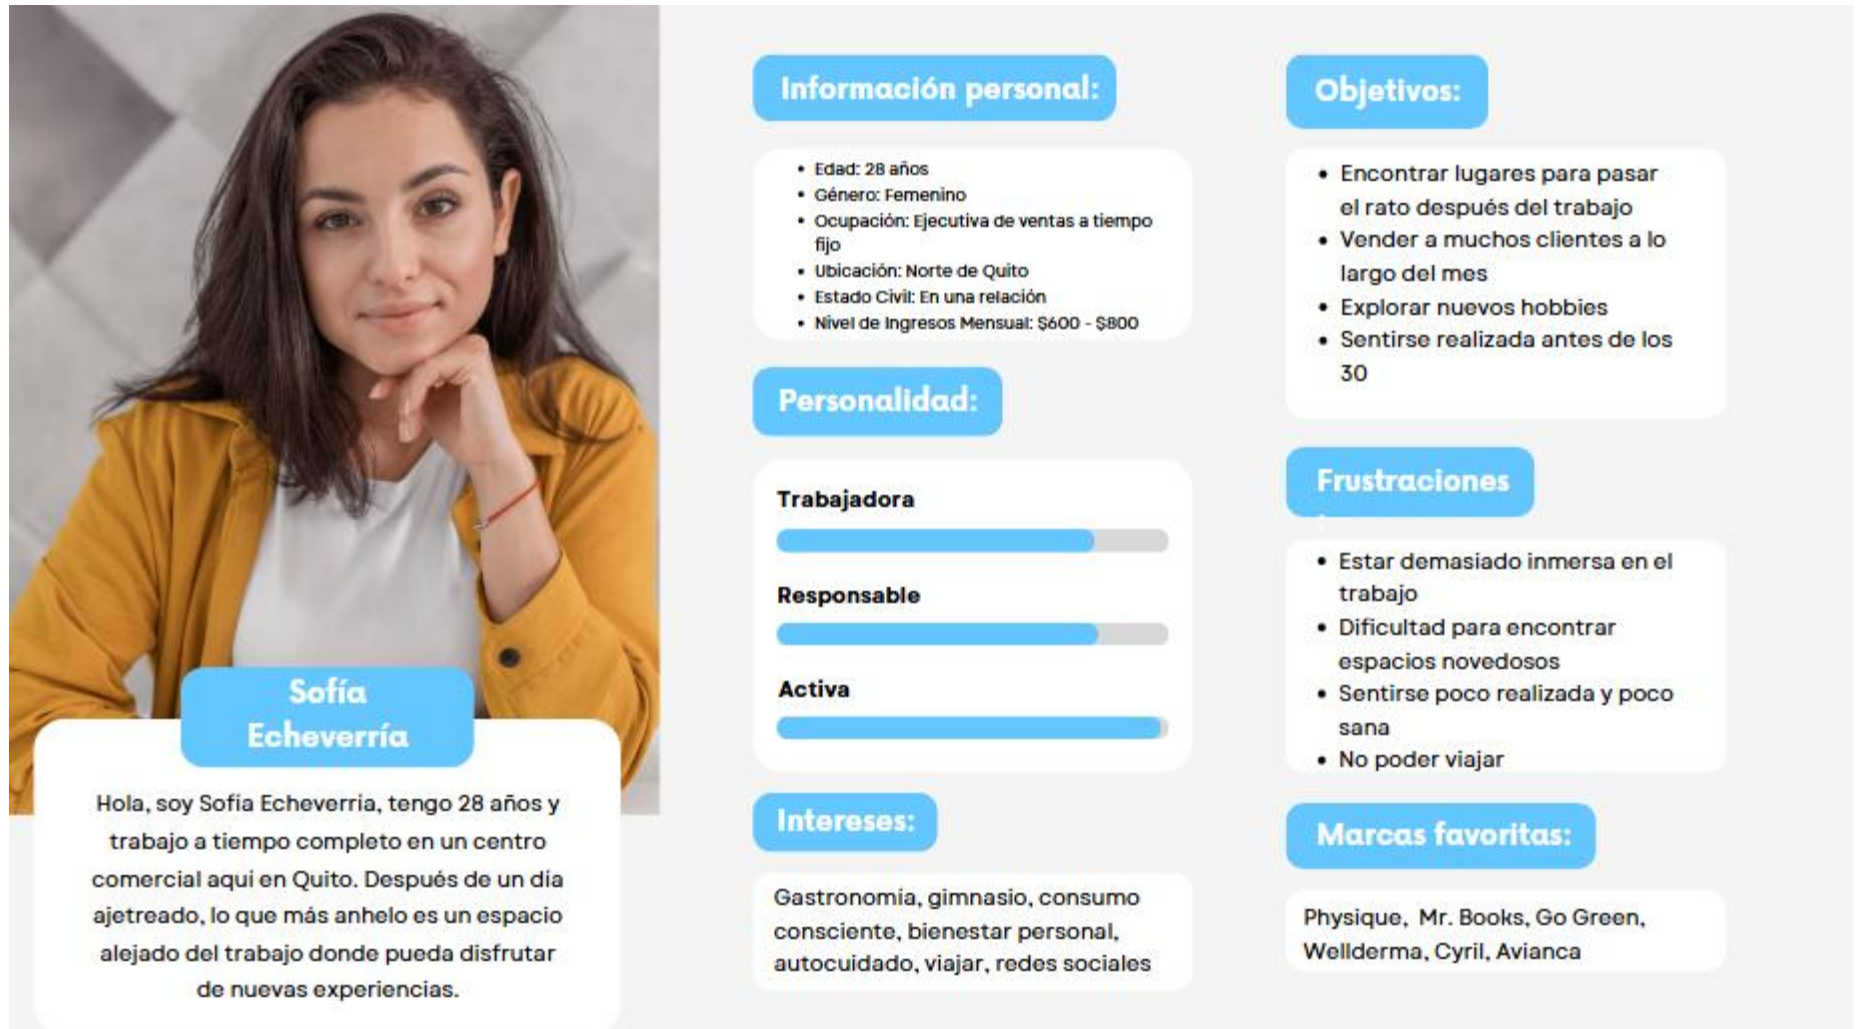 Sofía
Echeverría
Hola, soy Sofía Echeverria, tengo 28 años y
trabajo a tiempo completo en un centro
comercial aqui en Quito. Después de un día
ajetreado, lo que más anhelo es un espacio
alejado del trabajo donde pueda disfrutar
de nuevas experiencias.
Información personal:
• Edad: 28 años
• Género: Femenino
• Ocupación: Ejecutiva de ventas a tiempo
fijo
• Ubicación: Norte de Quito
• Estado Civil: En una relación
• Nivel de Ingresos Mensual: $600 - $800
Personalidad:
Trabajadora
Responsable
Activa
Intereses:
Gastronomía, gimnasio, consumo
consciente, bienestar personal,
autocuidado, viajar, redes sociales
Objetivos:
• Encontrar lugares para pasar
el rato después del trabajo
• Vender a muchos clientes a lo
largo del mes
• Explorar nuevos hobbies
• Sentirse realizada antes de los
30
Frustraciones
:
• Estar demasiado inmersa en el
trabajo
• Dificultad para encontrar
espacios novedosos
• Sentirse poco realizada y poco
sana
• No poder viajar
Marcas favoritas:
Physique, Mr. Books, Go Green,
Wellderma, Cyril, Avianca